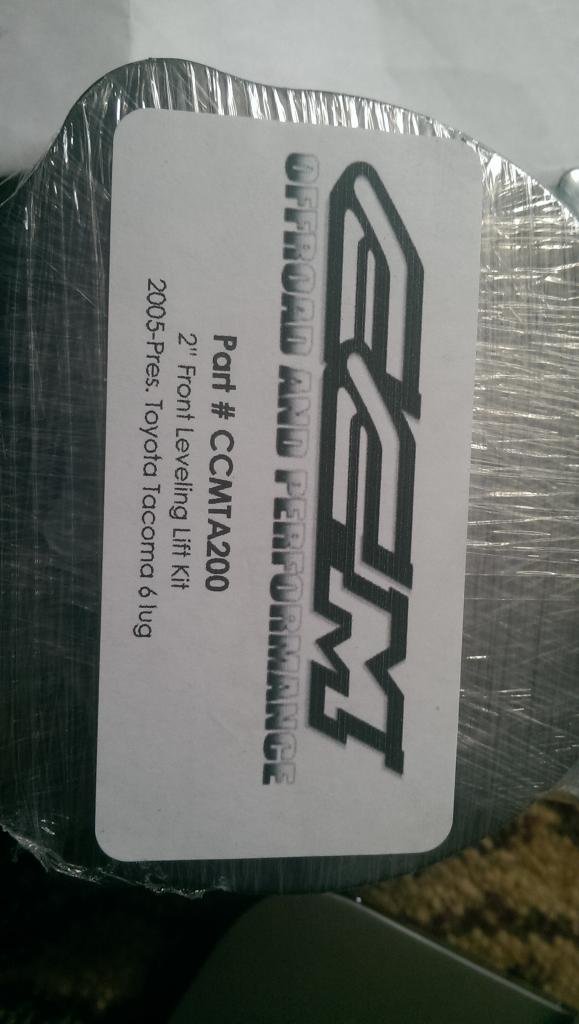 CCM
OFFROAD AND PERFORMANCE
Part # CCMTA200
2" Front Leveling Lift Kit
2005-Pres. Toyota Tacoma 6 lug